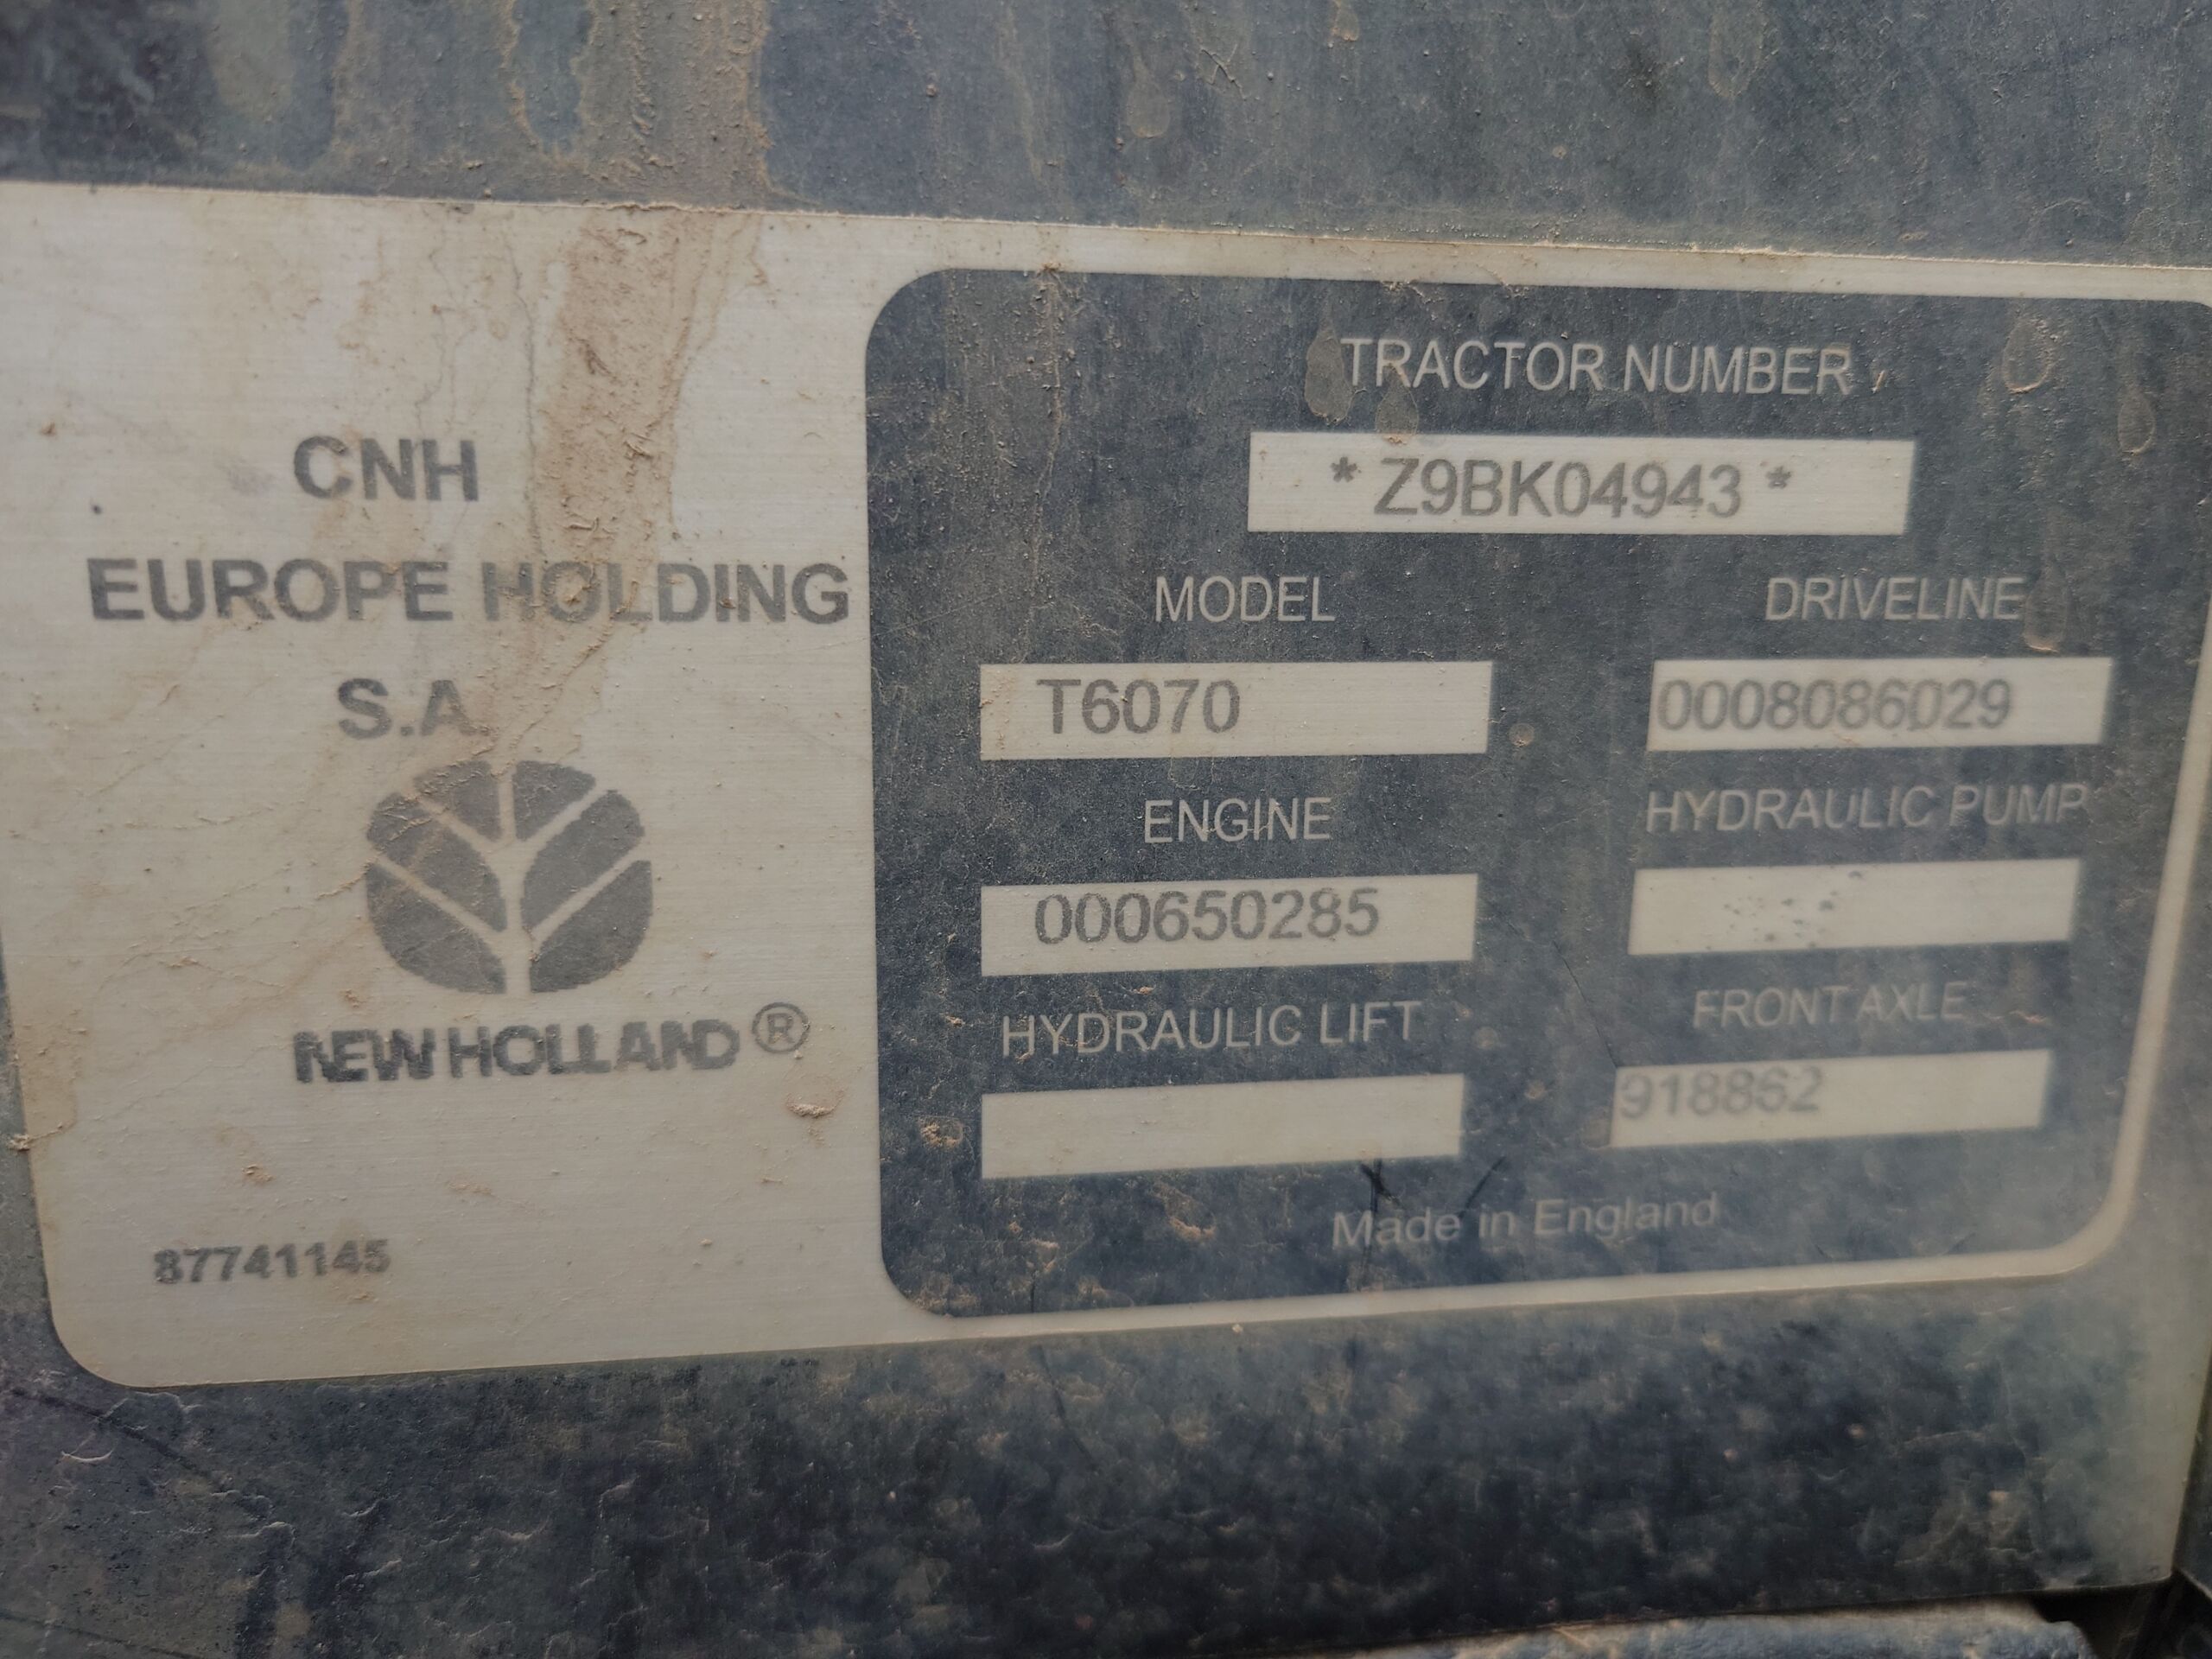 CNH
EUROPE HOLDING
S.A.
NEW HOLLAND®
87741145
TRACTOR NUMBER
*Z9BK04943*
MODEL
T6070
DRIVELINE
0008086029
ENGINE
000650285
HYDRAULIC PUMP
HYDRAULIC LIFT
FRONT AXLE
918862
Made in England